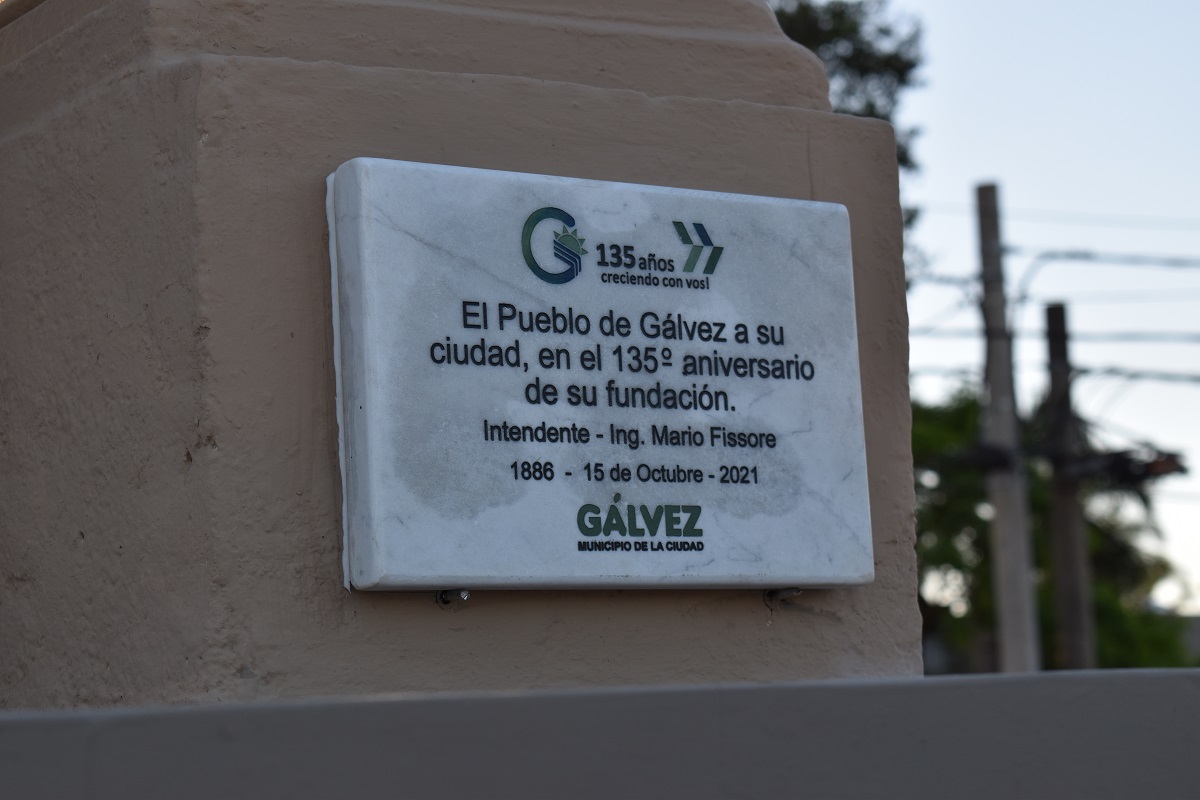 135 años
creciendo con vos!
El Pueblo de Gálvez a su
ciudad, en el 135º aniversario
de su fundación.
Intendente - Ing. Mario Fissore
1886 - 15 de Octubre - 2021
GÁLVEZ
MUNICIPIO DE LA CIUDAD